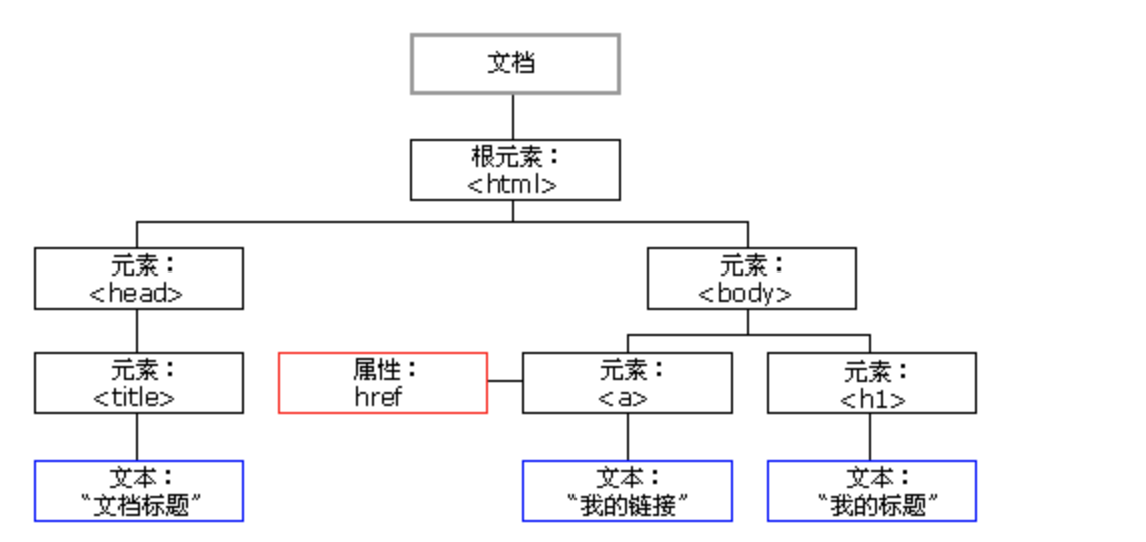 文档
根元素：
<html>
元素：
<head>
元素：
<body>
元素：
<title>
属性：
href
元素：
<a>
元素：
<h1>
文本：
“文档标题”
文本：
“我的链接”
文本：
“我的标题”